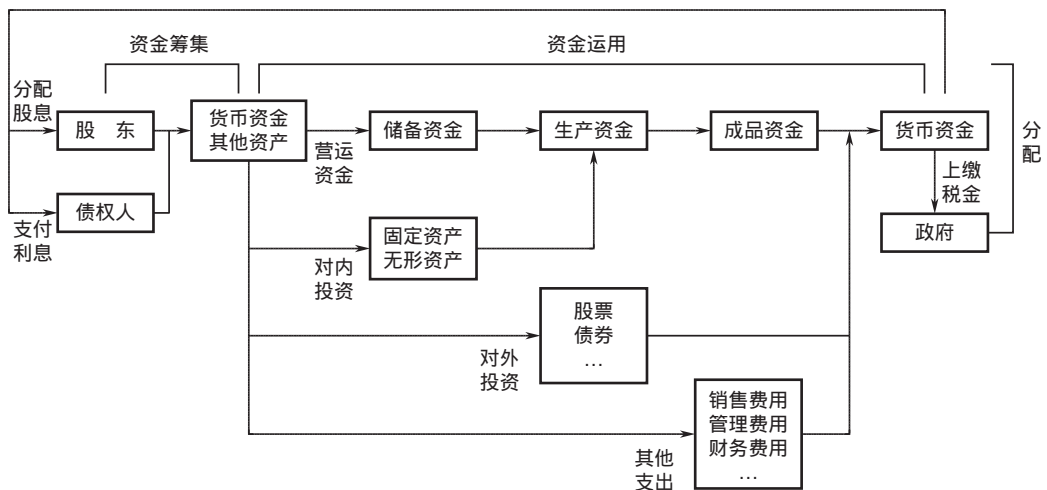 资金筹集
资金运用
分配
股息
股 东
货币资金
其他资产
营运
资金
储备资金
生产资金
成品资金
货币资金
分
配
上缴
税金
债权人
支付
利息
政府
固定资产
无形资产
对内
投资
股票
债券
…
对外
投资
销售费用
管理费用
财务费用
…
其他
支出